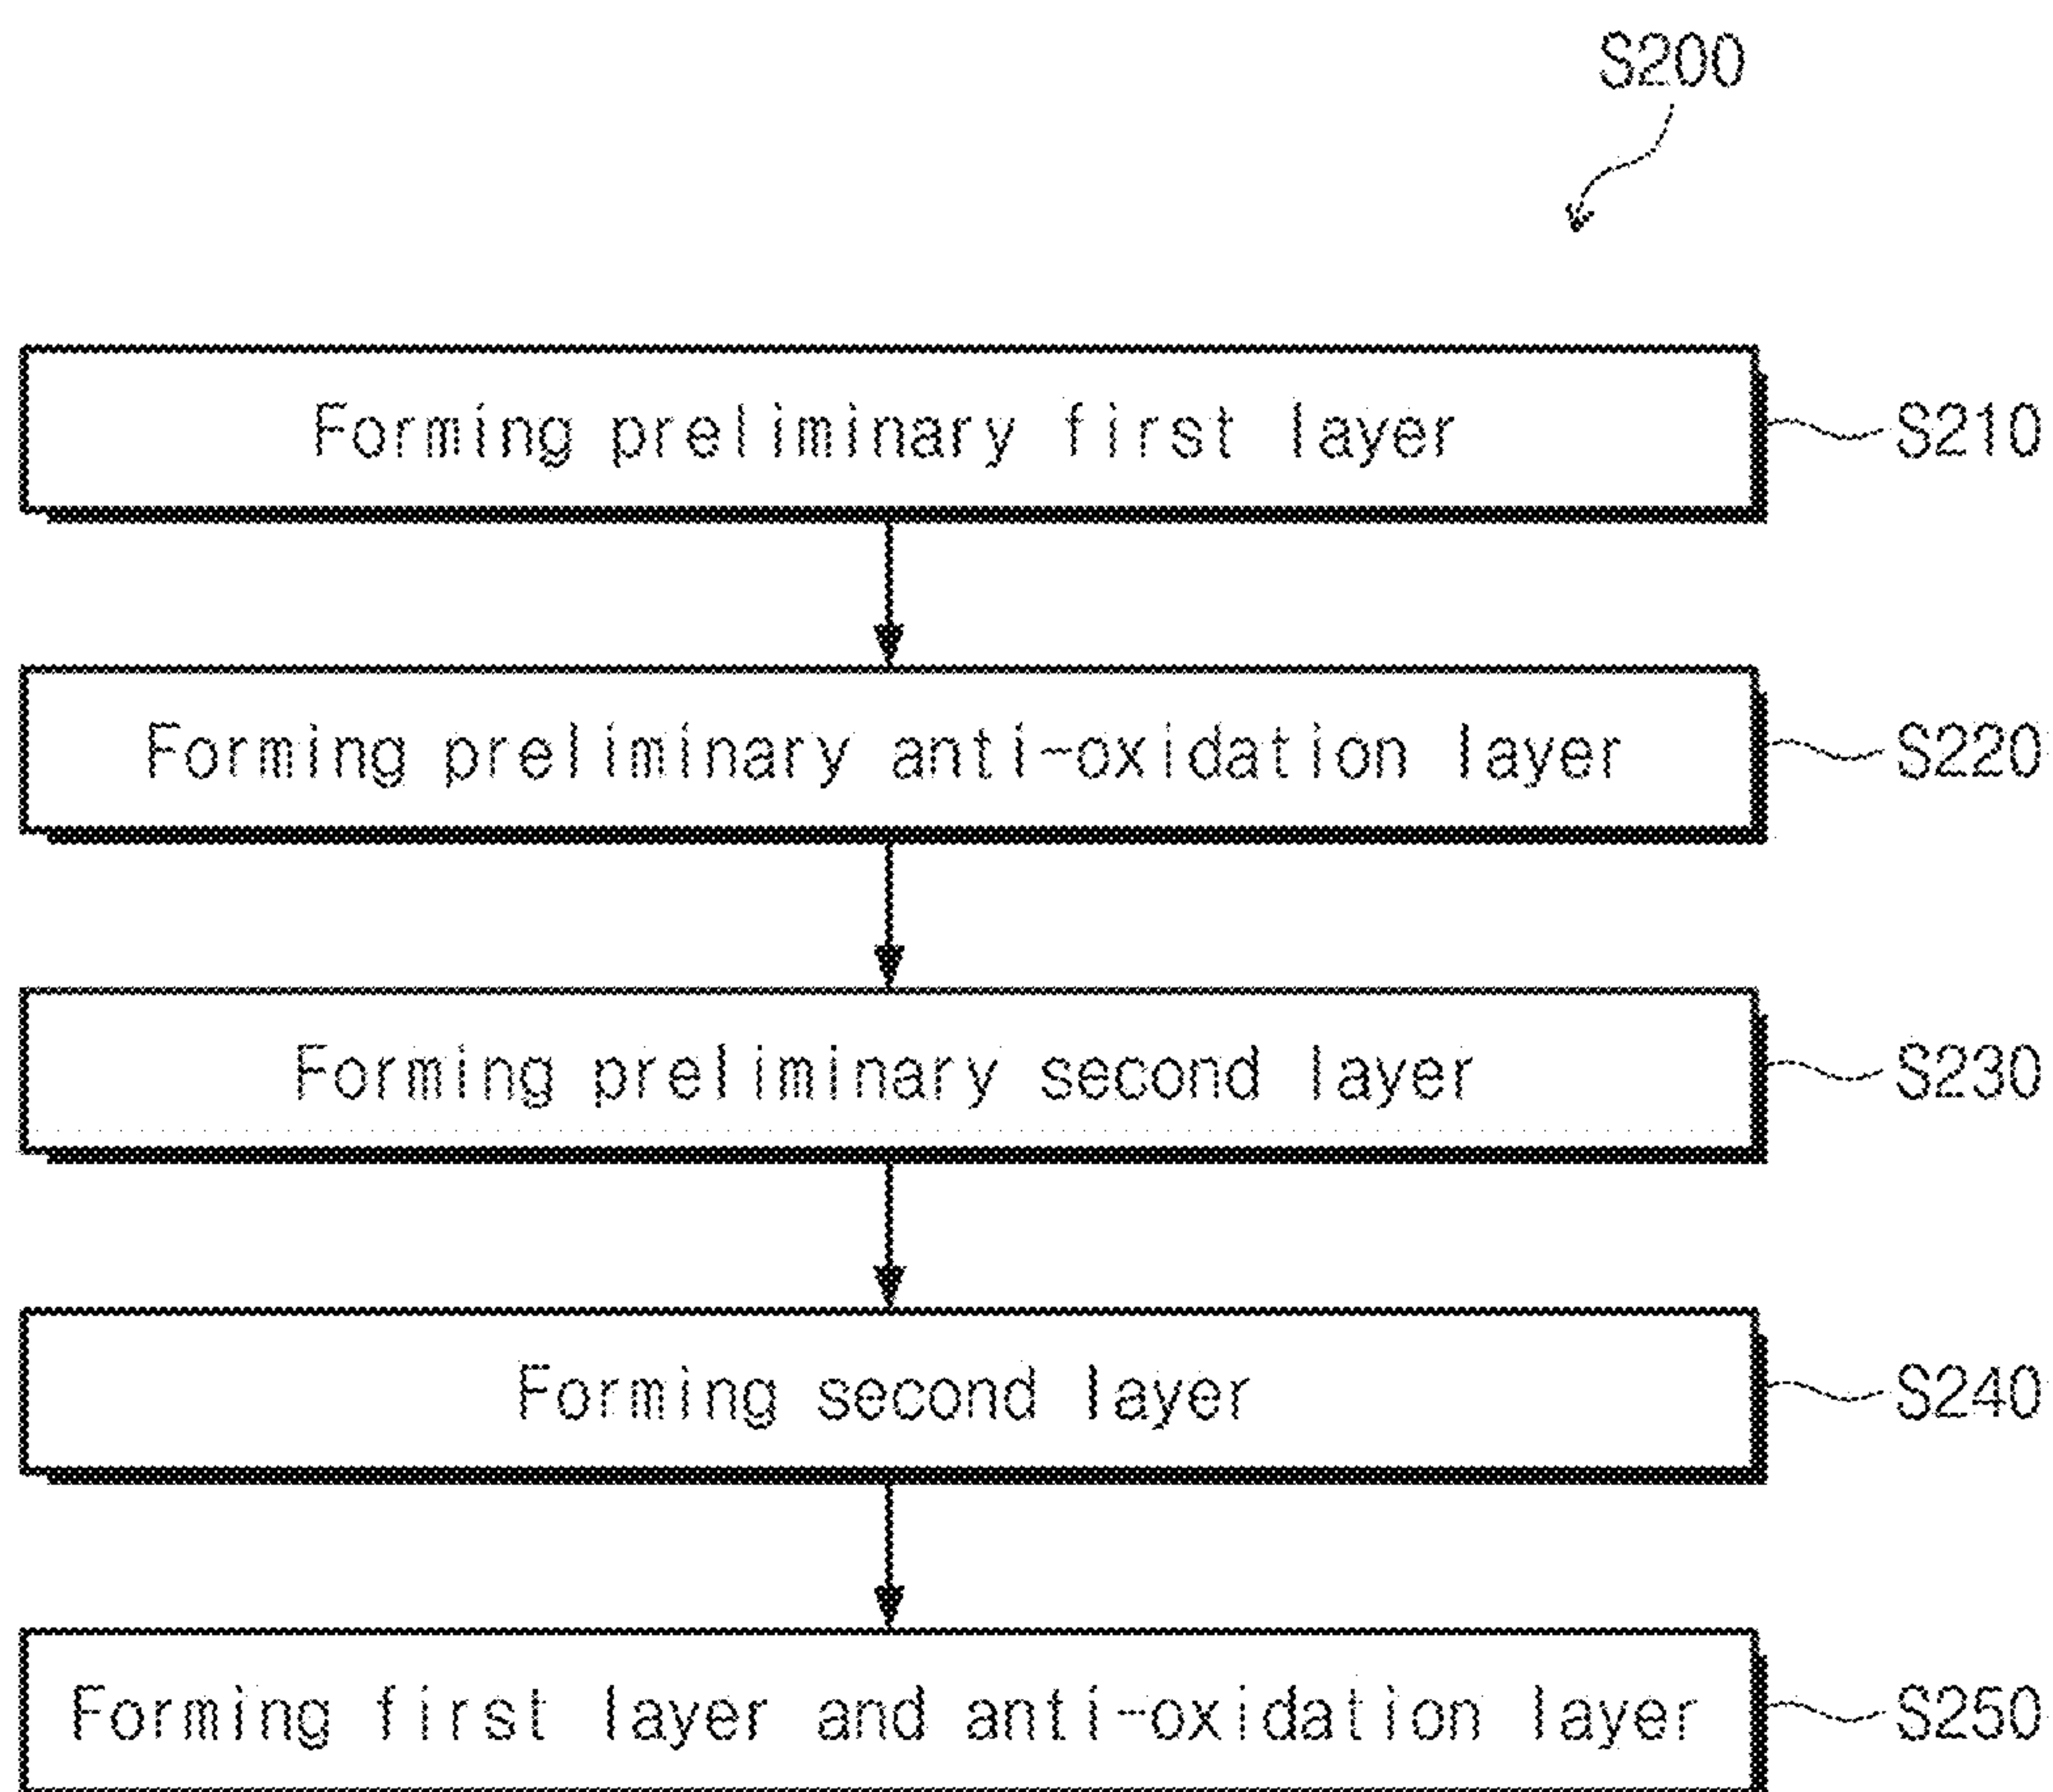 S200
Forming preliminary first layer S210
Forming preliminary anti-oxidation layer S220
Forming preliminary second layer S230
Forming second layer S240
Forming first layer and anti-oxidation layer S250